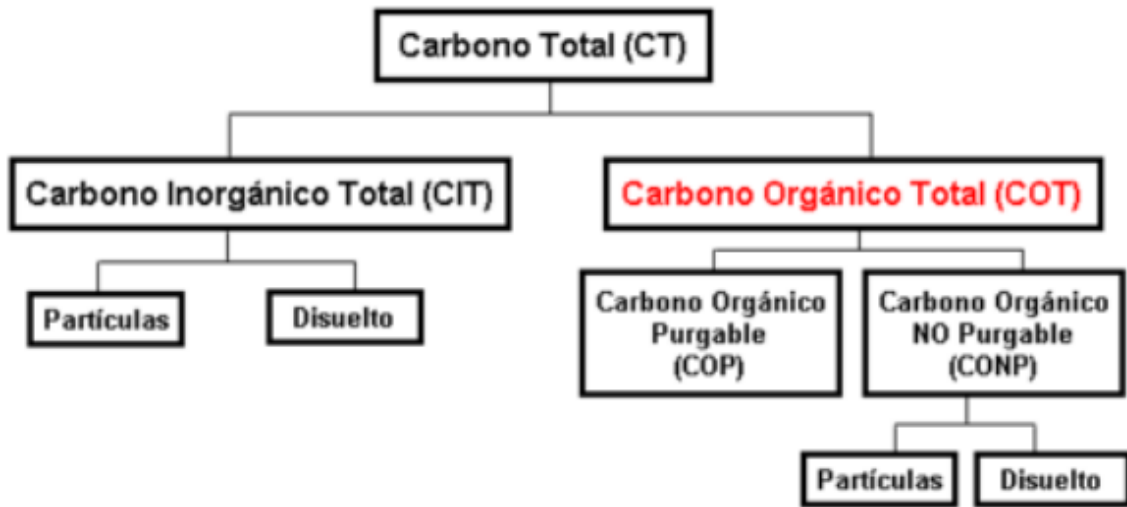 Carbono Total (CT)
Carbono Inorgánico Total (CIT)
Carbono Orgánico Total (COT)
Partículas
Disuelto
Carbono Orgánico
Purgable
(COP)
Carbono Orgánico
NO Purgable
(CONP)
Partículas
Disuelto